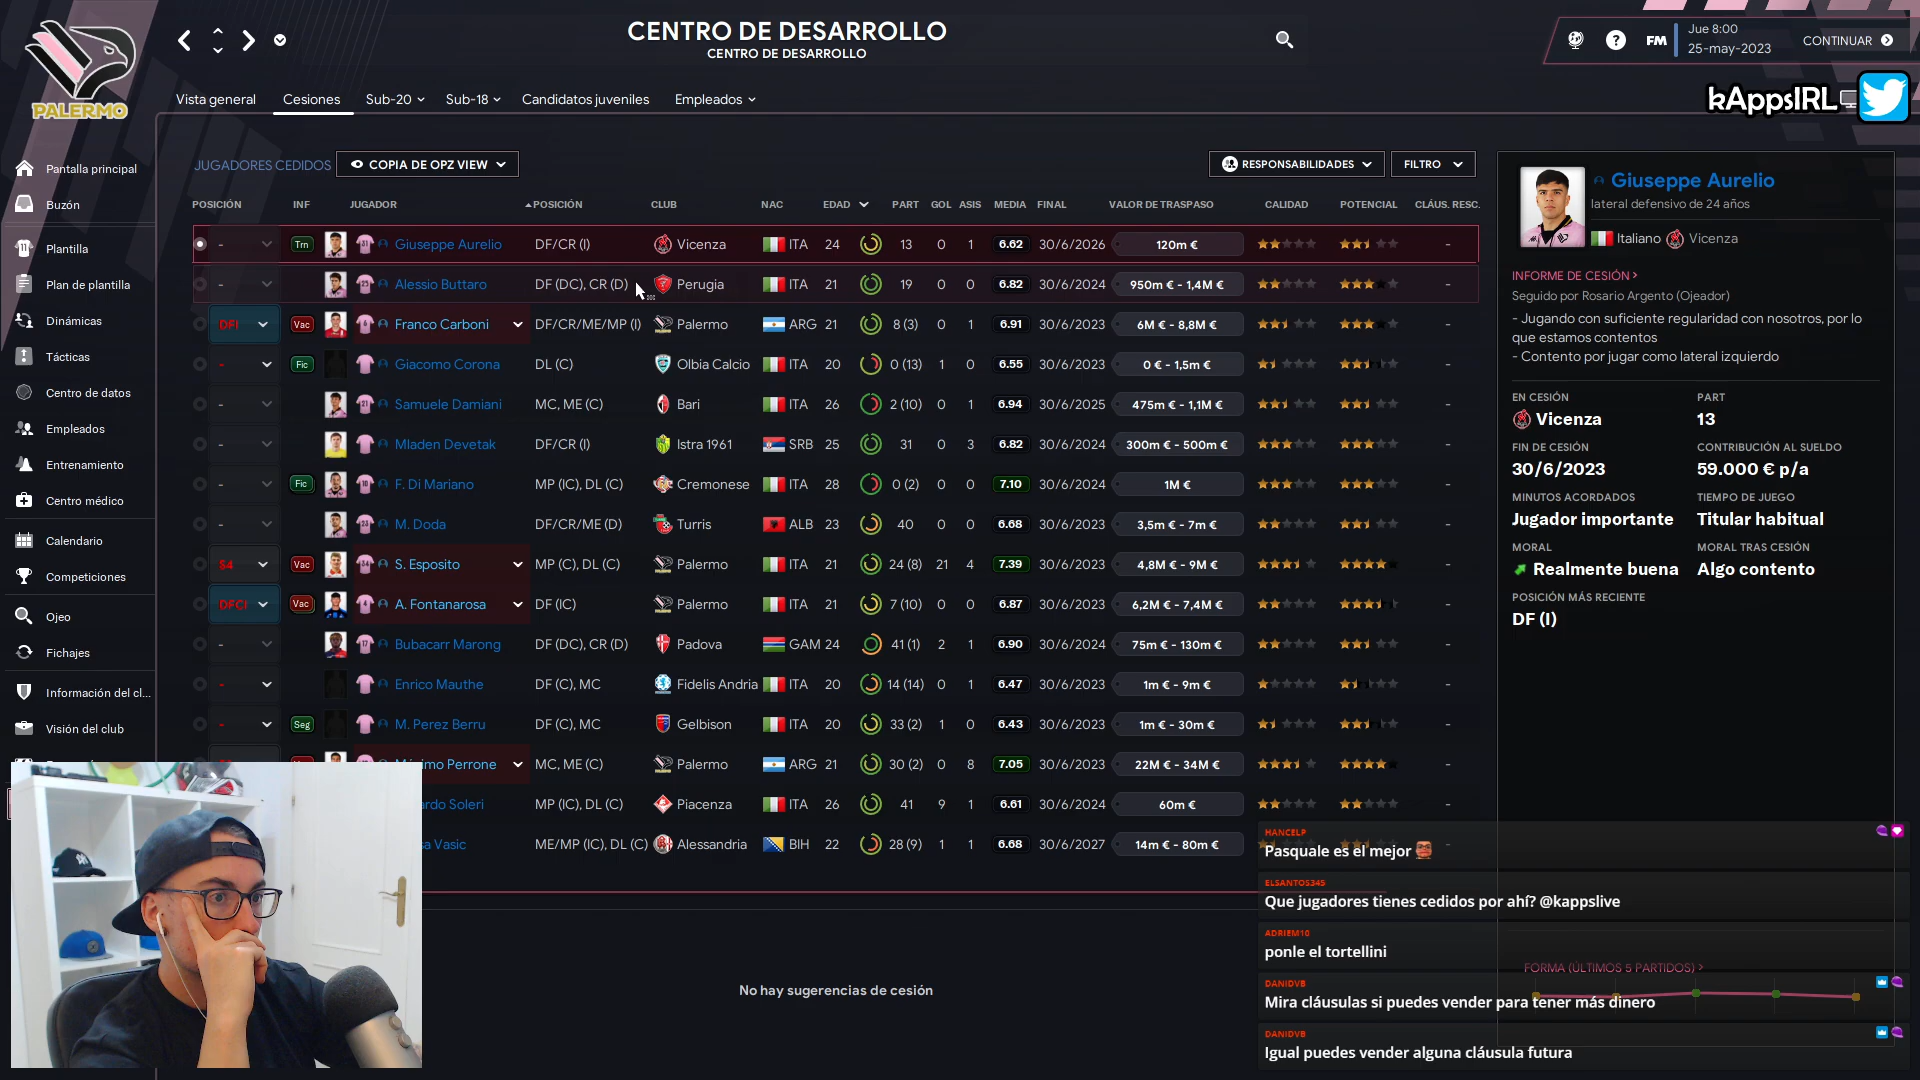 PALERMO
CENTRO DE DESARROLLO
CENTRO DE DESARROLLO
FM
Jue 8:00
25-may-2023
CONTINUAR
kAppsIRL
Vista general
Cesiones
Sub-20
Sub-18
Candidatos juveniles
Empleados
Pantalla principal
Buzón
Plantilla
Plan de plantilla
Dinámicas
Tácticas
Centro de datos
Empleados
Entrenamiento
Centro médico
Calendario
Competiciones
Ojeo
Fichajes
Información del cl...
Visión del club
JUGADORES CEDIDOS
COPIA DE OPZ VIEW
RESPONSABILIDADES
FILTRO
POSICIÓN INF JUGADOR POSICIÓN CLUB NAC EDAD PART GOL ASIS MEDIA FINAL VALOR DE TRASPASO CALIDAD POTENCIAL CLÁUS. RESC.
- Trn Giuseppe Aurelio DF/CR (I) Vicenza ITA 24 13 0 1 6.62 30/6/2026 120m € -
- Alessio Buttaro DF (DC), CR (D) Perugia ITA 21 19 0 0 6.82 30/6/2024 950m € - 1,4M € -
DFI Vac Franco Carboni DF/CR/ME/MP (I) Palermo ARG 21 8 (3) 0 1 6.91 30/6/2023 6M € - 8,8M € -
- Fic Giacomo Corona DL (C) Olbia Calcio ITA 20 0 (13) 1 0 6.55 30/6/2023 0 € - 1,5m € -
- Samuele Damiani MC, ME (C) Bari ITA 26 2 (10) 0 1 6.94 30/6/2025 475m € - 1,1M € -
- Mladen Devetak DF/CR (I) Istra 1961 SRB 25 31 0 3 6.82 30/6/2024 300m € - 500m € -
- Fic F. Di Mariano MP (IC), DL (C) Cremonese ITA 28 0 (2) 0 0 7.10 30/6/2024 1M € -
- M. Doda DF/CR/ME (D) Turris ALB 23 40 0 0 6.68 30/6/2023 3,5m € - 7m € -
S4 Vac S. Esposito MP (C), DL (C) Palermo ITA 21 24 (8) 21 4 7.39 30/6/2023 4,8M € - 9M € -
DFCI Vac A. Fontanarosa DF (IC) Palermo ITA 21 7 (10) 0 0 6.87 30/6/2023 6,2M € - 7,4M € -
- Bubacarr Marong DF (DC), CR (D) Padova GAM 24 41 (1) 2 1 6.90 30/6/2024 75m € - 130m € -
- Enrico Mauthe DF (C), MC Fidelis Andria ITA 20 14 (14) 0 1 6.47 30/6/2023 1m € - 9m € -
- Seg M. Perez Berru DF (C), MC Gelbison ITA 20 33 (2) 1 0 6.43 30/6/2023 1m € - 30m € -
Máximo Perrone MC, ME (C) Palermo ARG 21 30 (2) 0 8 7.05 30/6/2023 22M € - 34M € -
ardo Soleri MP (IC), DL (C) Piacenza ITA 26 41 9 1 6.61 30/6/2024 60m € -
sa Vasic ME/MP (IC), DL (C) Alessandria BIH 22 28 (9) 1 1 6.68 30/6/2027 14m € - 80m € -
No hay sugerencias de cesión
Giuseppe Aurelio
lateral defensivo de 24 años
Italiano Vicenza
INFORME DE CESIÓN >
Seguido por Rosario Argento (Ojeador)
- Jugando con suficiente regularidad con nosotros, por lo
que estamos contentos
- Contento por jugar como lateral izquierdo
EN CESIÓN PART
Vicenza 13
FIN DE CESIÓN CONTRIBUCIÓN AL SUELDO
30/6/2023 59.000 € p/a
MINUTOS ACORDADOS TIEMPO DE JUEGO
Jugador importante Titular habitual
MORAL MORAL TRAS CESIÓN
Realmente buena Algo contento
POSICIÓN MÁS RECIENTE
DF (I)
HANCELP
Pasquale es el mejor
ELSANTOS345
Que jugadores tienes cedidos por ahí? @kappslive
ADRIEM10
ponle el tortellini
FORMA (ÚLTIMOS 5 PARTIDOS) >
DANIDVB
Mira cláusulas si puedes vender para tener más dinero
DANIDVB
Igual puedes vender alguna cláusula futura